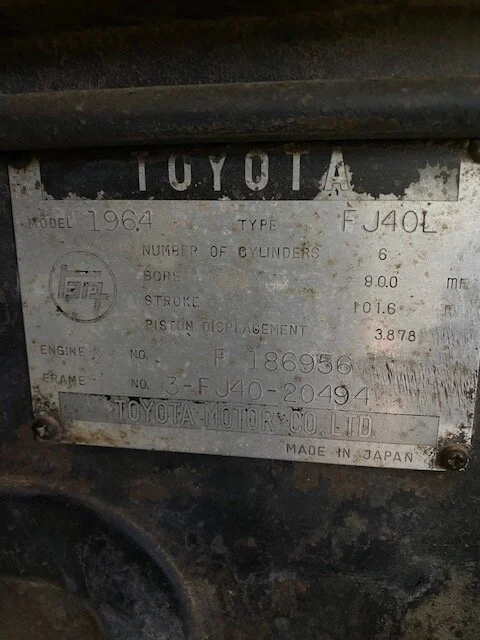 TOYOTA
MODEL 1964 TYPE FJ40L
NUMBER OF CYLINDERS 6
BORE 90.0 mm
STROKE 101.6
PISTON DISPLACEMENT 3.878
ENGINE NO. F 186956
FRAME NO. 3-FJ40-20494
TOYOTA MOTOR CO. LTD.
MADE IN JAPAN